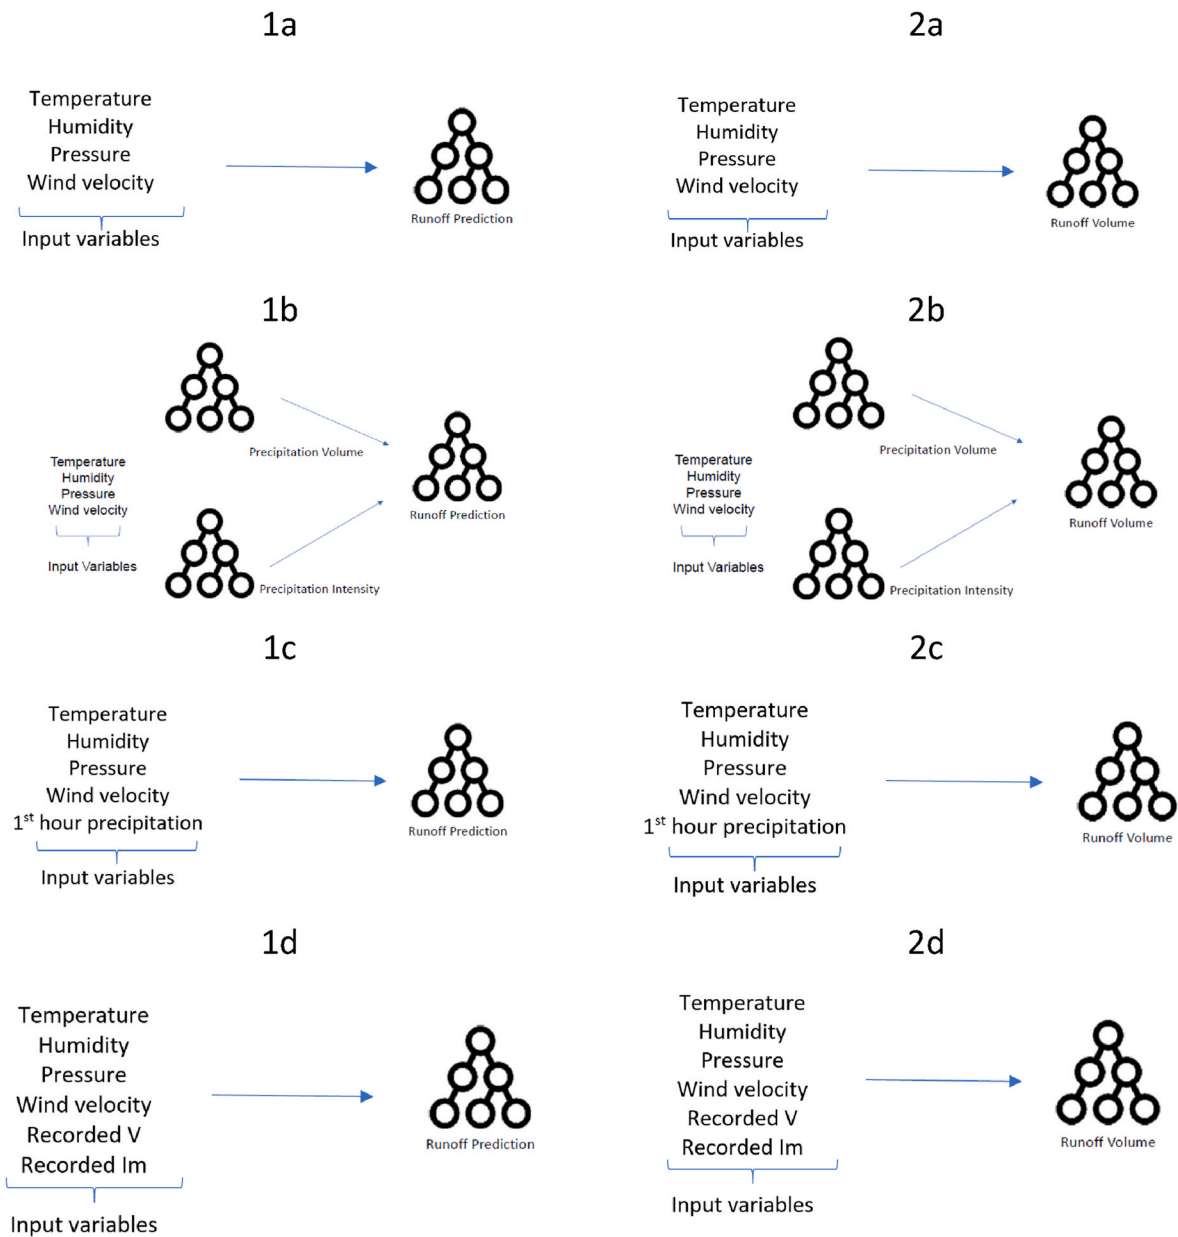 1a
Temperature
Humidity
Pressure
Wind velocity
Input variables
Runoff Prediction
2a
Temperature
Humidity
Pressure
Wind velocity
Input variables
Runoff Volume
1b
Temperature
Humidity
Pressure
Wind velocity
Input Variables
Precipitation Volume
Precipitation Intensity
Runoff Prediction
2b
Temperature
Humidity
Pressure
Wind velocity
Input Variables
Precipitation Volume
Precipitation Intensity
Runoff Volume
1c
Temperature
Humidity
Pressure
Wind velocity
1st hour precipitation
Input variables
Runoff Prediction
2c
Temperature
Humidity
Pressure
Wind velocity
1st hour precipitation
Input variables
Runoff Volume
1d
Temperature
Humidity
Pressure
Wind velocity
Recorded V
Recorded Im
Input variables
Runoff Prediction
2d
Temperature
Humidity
Pressure
Wind velocity
Recorded V
Recorded Im
Input variables
Runoff Volume